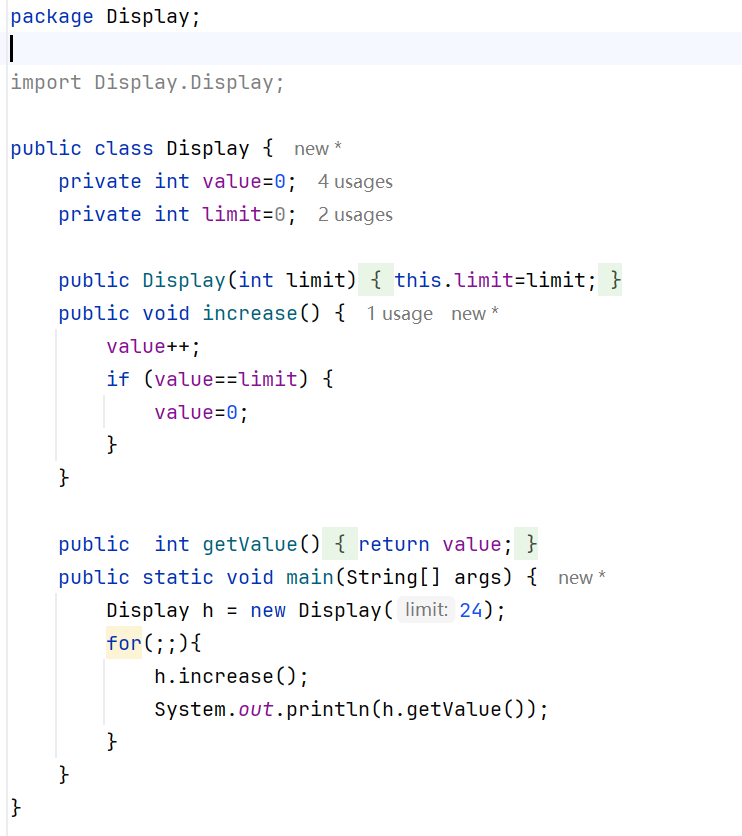 package Display;
import Display.Display;
public class Display {  new *
    private int value=0;  4 usages
    private int limit=0;  2 usages
    public Display(int limit) { this.limit=limit; }
    public void increase() {  1 usage  new *
        value++;
        if (value==limit) {
            value=0;
        }
    }
    public  int getValue() { return value; }
    public static void main(String[] args) {  new *
        Display h = new Display( limit: 24);
        for(;;){
            h.increase();
            System.out.println(h.getValue());
        }
    }
}